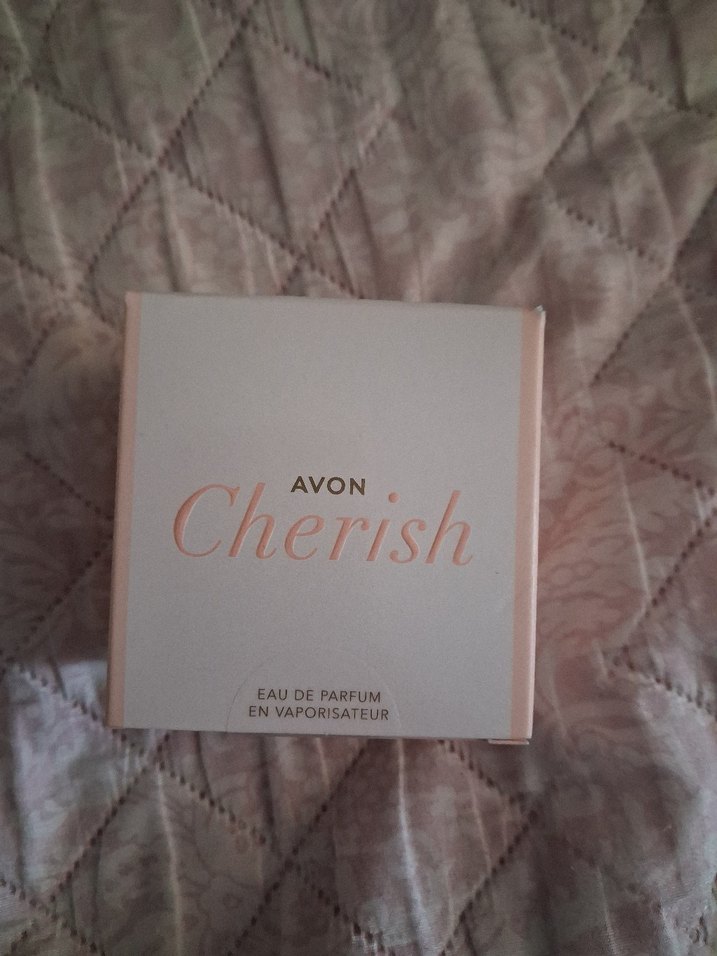 AVON
Cherish
EAU DE PARFUM
EN VAPORISATEUR